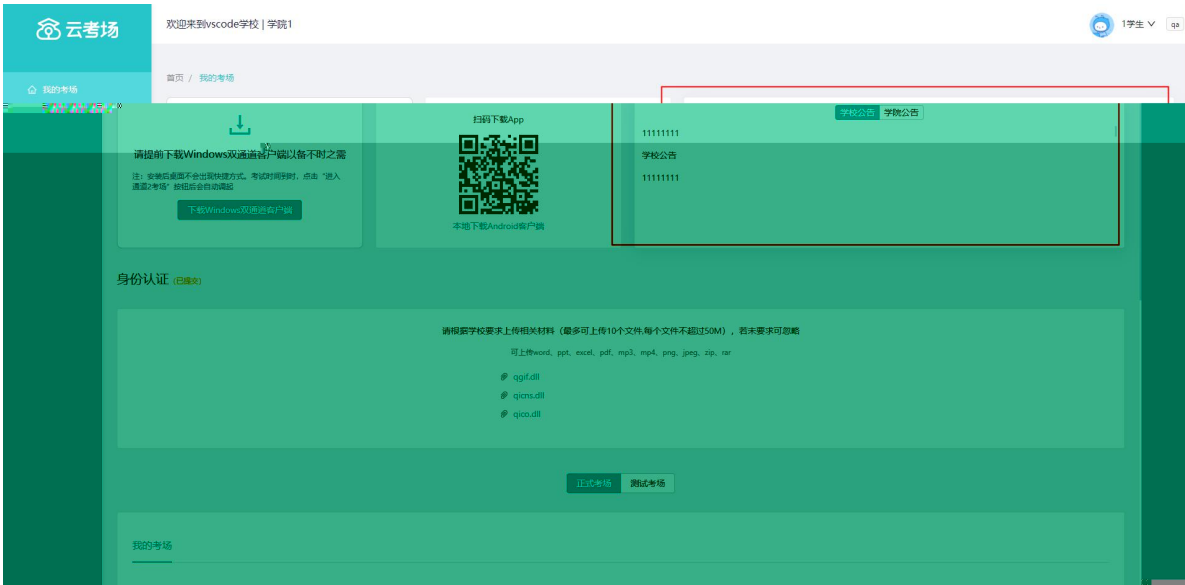 云考场
欢迎来到vscode学校 | 学院1
1学生
qa
我的考场
首页 / 我的考场
扫码下载App
学校公告 学院公告
11111111
学校公告
11111111
请提前下载Windows双通道客户端以备不时之需
注：安装后桌面不会出现快捷方式。考试时间到时，点击“进入
通道2考场”按钮后会自动调起
下载Windows双通道客户端
本地下载Android客户端
身份认证 (已提交)
请根据学校要求上传相关材料（最多可上传10个文件,每个文件不超过50M），若未要求可忽略
可上传word、ppt、excel、pdf、mp3、mp4、png、jpeg、zip、rar
qgif.dll
qicns.dll
qico.dll
正式考场 测试考场
我的考场